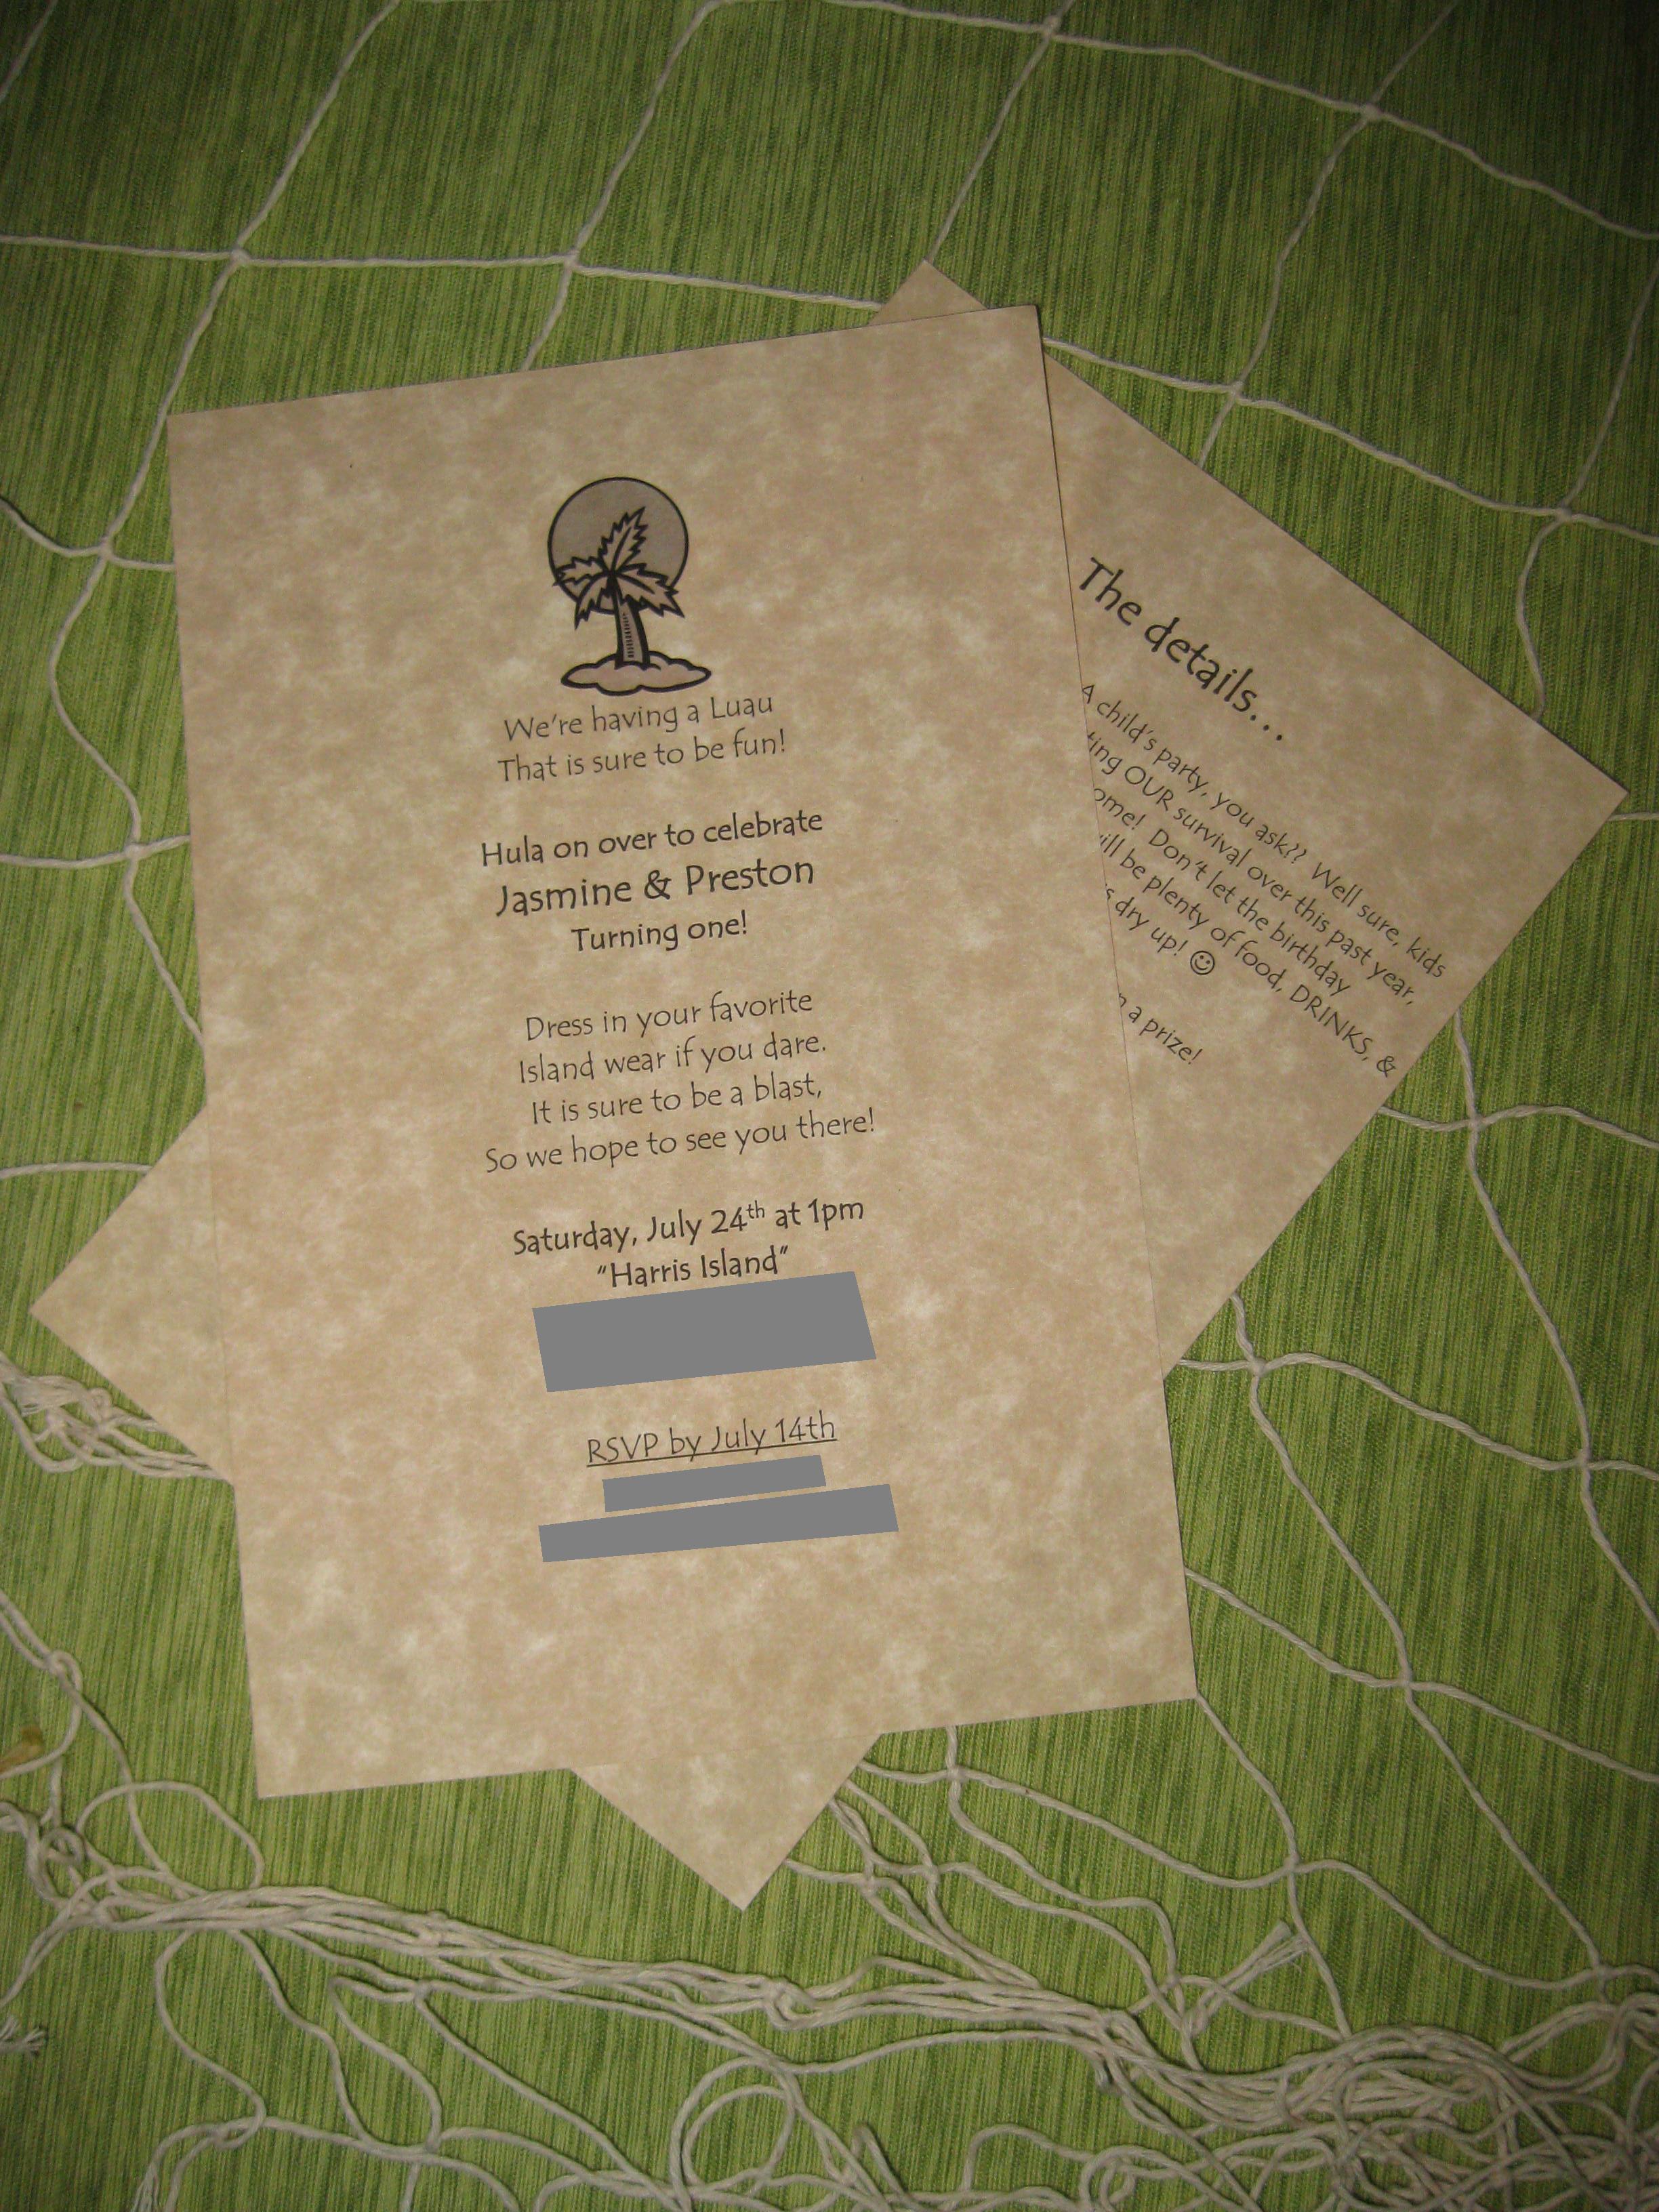 We're having a Luau
That is sure to be fun!
Hula on over to celebrate
Jasmine & Preston
Turning one!
Dress in your favorite
Island wear if you dare.
It is sure to be a blast,
So we hope to see you there!
Saturday, July 24th at 1pm
"Harris Island"
RSVP by July 14th
The details...
A child's party, you ask?? Well sure, kids
OUR survival over this past year,
Don't let the birthday
be plenty of food, DRINKS, &
dry up! ☺
a prize!